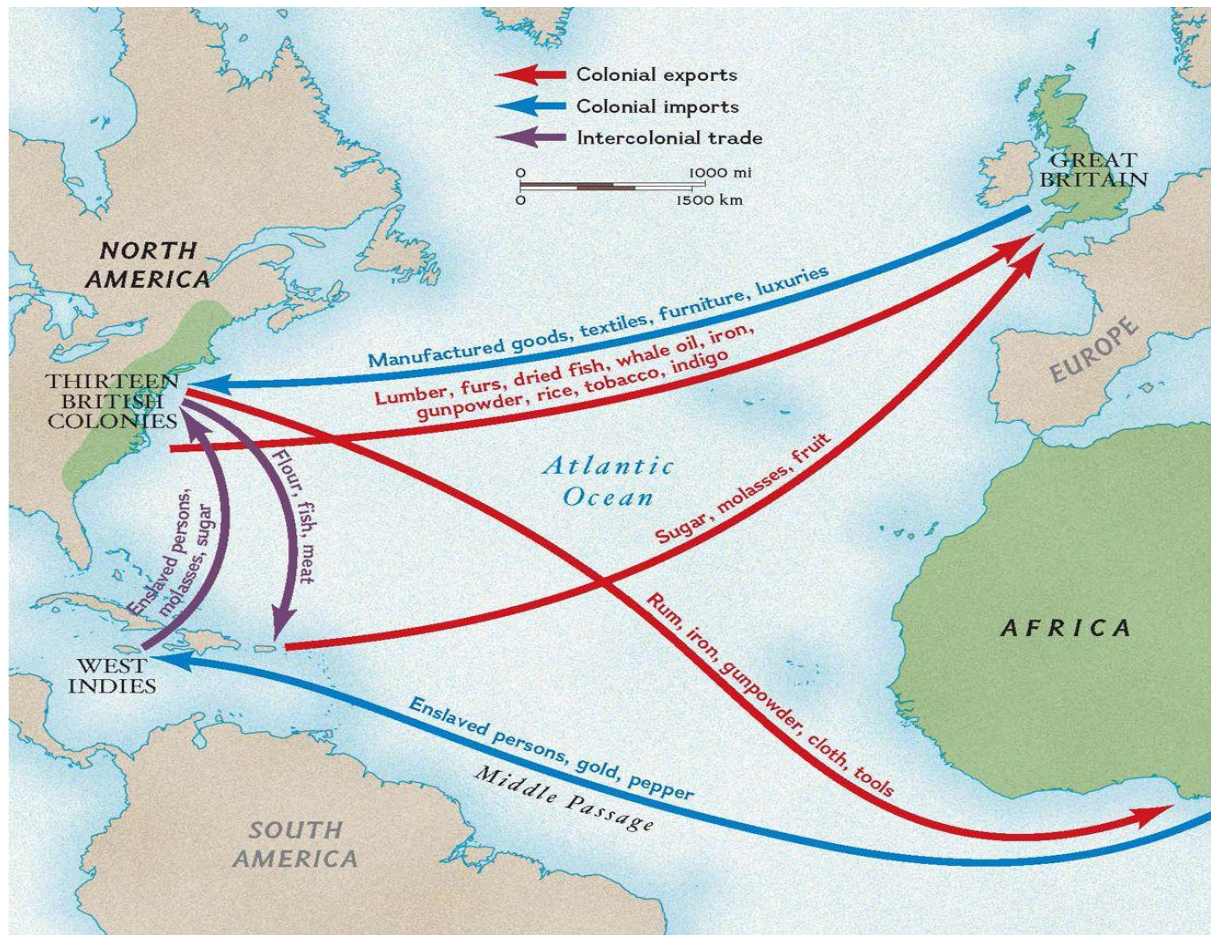 Colonial exports
Colonial imports
Intercolonial trade
0 1000 mi
0 1500 km
GREAT
BRITAIN
NORTH
AMERICA
EUROPE
Manufactured goods, textiles, furniture, luxuries
Lumber, furs, dried fish, whale oil, iron,
gunpowder, rice, tobacco, indigo
THIRTEEN
BRITISH
COLONIES
Flour, fish, meat
Enslaved persons,
molasses, sugar
Atlantic
Ocean
Sugar, molasses, fruit
Rum, iron, gunpowder, cloth, tools
AFRICA
WEST
INDIES
Enslaved persons, gold, pepper
Middle Passage
SOUTH
AMERICA